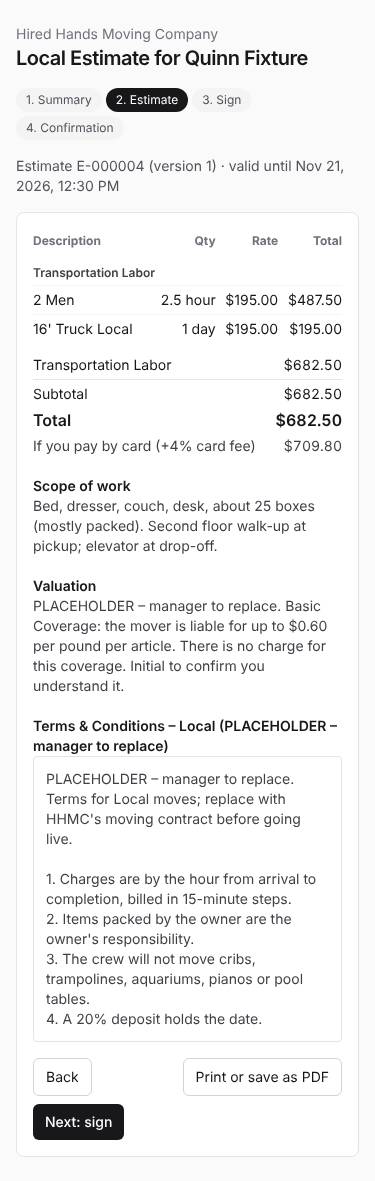 Hired Hands Moving Company
Local Estimate for Quinn Fixture
1. Summary 2. Estimate 3. Sign
4. Confirmation
Estimate E-000004 (version 1) · valid until Nov 21,
2026, 12:30 PM
Description Qty Rate Total
Transportation Labor
2 Men 2.5 hour $195.00 $487.50
16' Truck Local 1 day $195.00 $195.00
Transportation Labor $682.50
Subtotal $682.50
Total $682.50
If you pay by card (+4% card fee) $709.80
Scope of work
Bed, dresser, couch, desk, about 25 boxes
(mostly packed). Second floor walk-up at
pickup; elevator at drop-off.
Valuation
PLACEHOLDER – manager to replace. Basic
Coverage: the mover is liable for up to $0.60
per pound per article. There is no charge for
this coverage. Initial to confirm you
understand it.
Terms & Conditions – Local (PLACEHOLDER –
manager to replace)
PLACEHOLDER – manager to replace.
Terms for Local moves; replace with
HHMC's moving contract before going
live.
1. Charges are by the hour from arrival to
completion, billed in 15-minute steps.
2. Items packed by the owner are the
owner's responsibility.
3. The crew will not move cribs,
trampolines, aquariums, pianos or pool
tables.
4. A 20% deposit holds the date.
Back Print or save as PDF
Next: sign